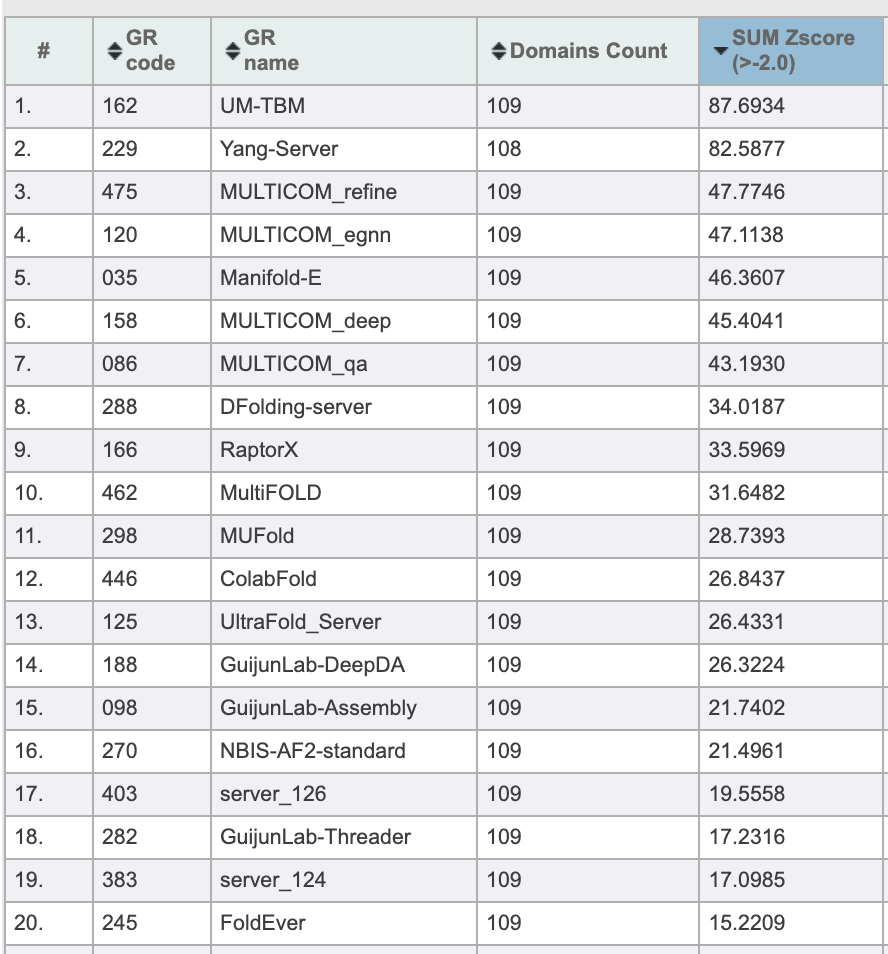 # GR code GR name Domains Count SUM Zscore (>-2.0)
1. 162 UM-TBM 109 87.6934
2. 229 Yang-Server 108 82.5877
3. 475 MULTICOM_refine 109 47.7746
4. 120 MULTICOM_egnn 109 47.1138
5. 035 Manifold-E 109 46.3607
6. 158 MULTICOM_deep 109 45.4041
7. 086 MULTICOM_qa 109 43.1930
8. 288 DFolding-server 109 34.0187
9. 166 RaptorX 109 33.5969
10. 462 MultiFOLD 109 31.6482
11. 298 MUFold 109 28.7393
12. 446 ColabFold 109 26.8437
13. 125 UltraFold_Server 109 26.4331
14. 188 GuijunLab-DeepDA 109 26.3224
15. 098 GuijunLab-Assembly 109 21.7402
16. 270 NBIS-AF2-standard 109 21.4961
17. 403 server_126 109 19.5558
18. 282 GuijunLab-Threader 109 17.2316
19. 383 server_124 109 17.0985
20. 245 FoldEver 109 15.2209